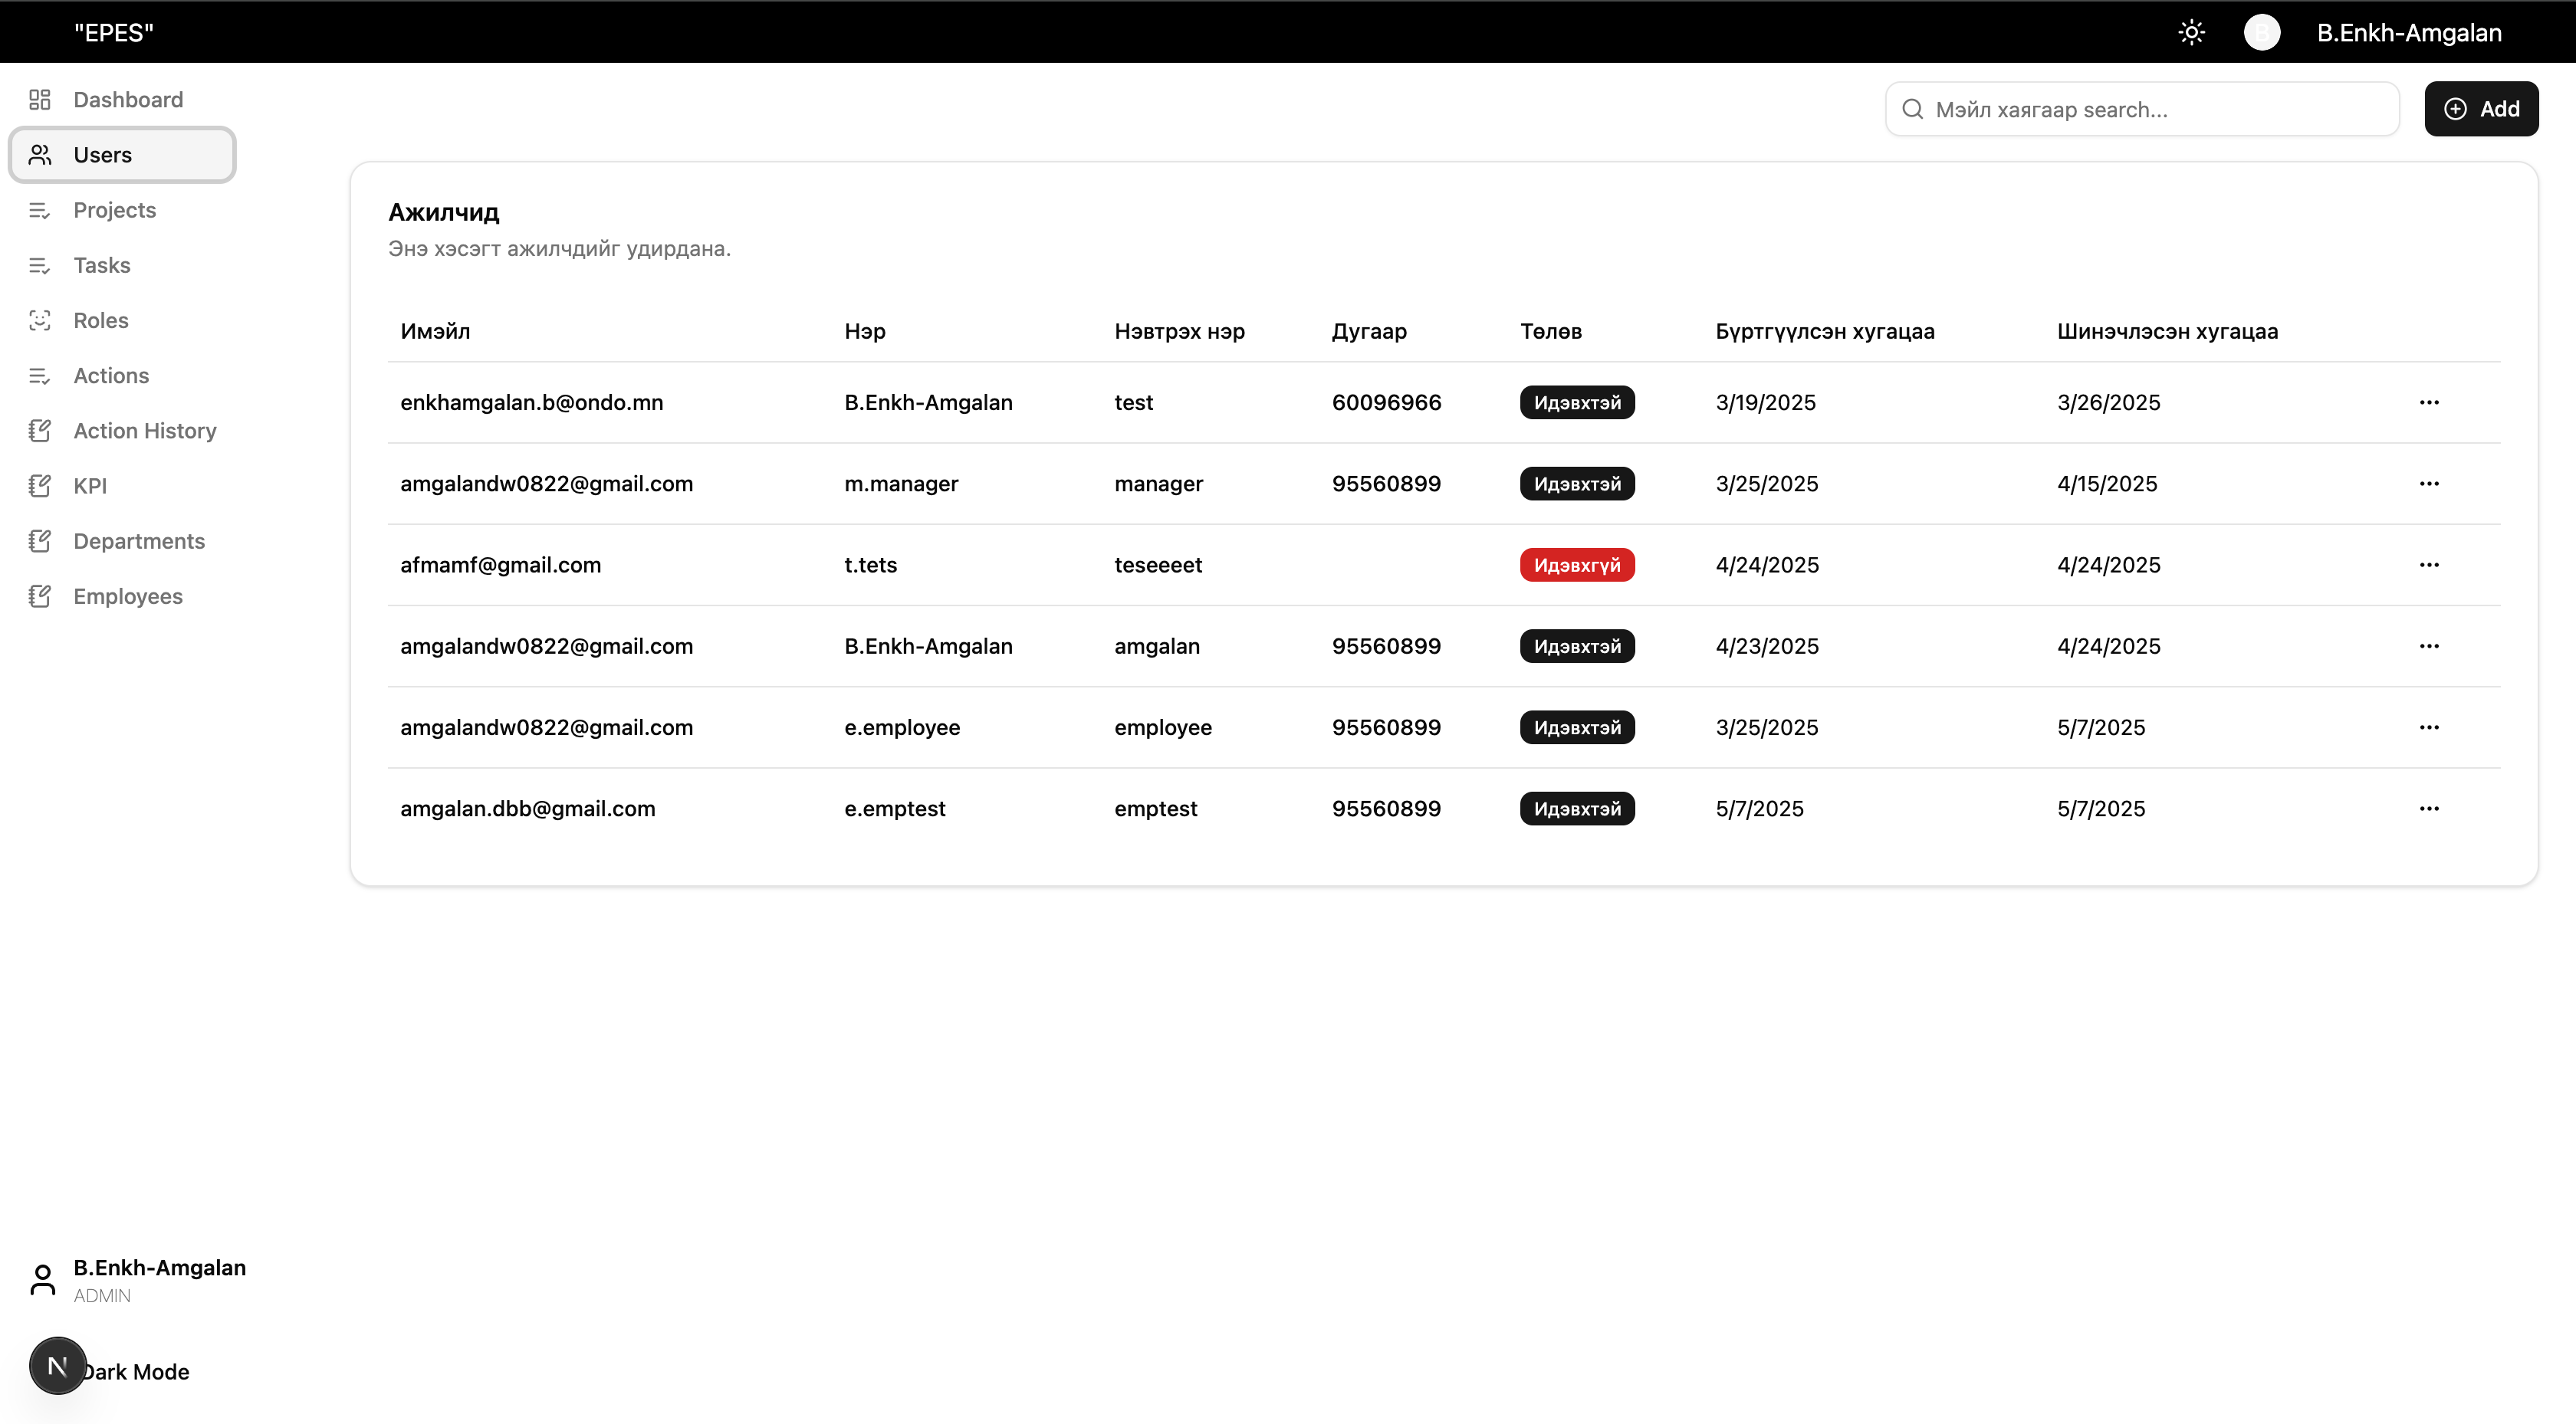 "EPES"
B
B.Enkh-Amgalan
Dashboard
Users
Projects
Tasks
Roles
Actions
Action History
KPI
Departments
Employees
Мэйл хаягаар search...
Add
Ажилчид
Энэ хэсэгт ажилчдийг удирдана.
Имэйл Нэр Нэвтрэх нэр Дугаар Төлөв Бүртгүүлсэн хугацаа Шинэчлэсэн хугацаа
enkhamgalan.b@ondo.mn B.Enkh-Amgalan test 60096966 Идэвхтэй 3/19/2025 3/26/2025
amgalandw0822@gmail.com m.manager manager 95560899 Идэвхтэй 3/25/2025 4/15/2025
afmamf@gmail.com t.tets teseeeet Идэвхгүй 4/24/2025 4/24/2025
amgalandw0822@gmail.com B.Enkh-Amgalan amgalan 95560899 Идэвхтэй 4/23/2025 4/24/2025
amgalandw0822@gmail.com e.employee employee 95560899 Идэвхтэй 3/25/2025 5/7/2025
amgalan.dbb@gmail.com e.emptest emptest 95560899 Идэвхтэй 5/7/2025 5/7/2025
B.Enkh-Amgalan
ADMIN
N
Dark Mode